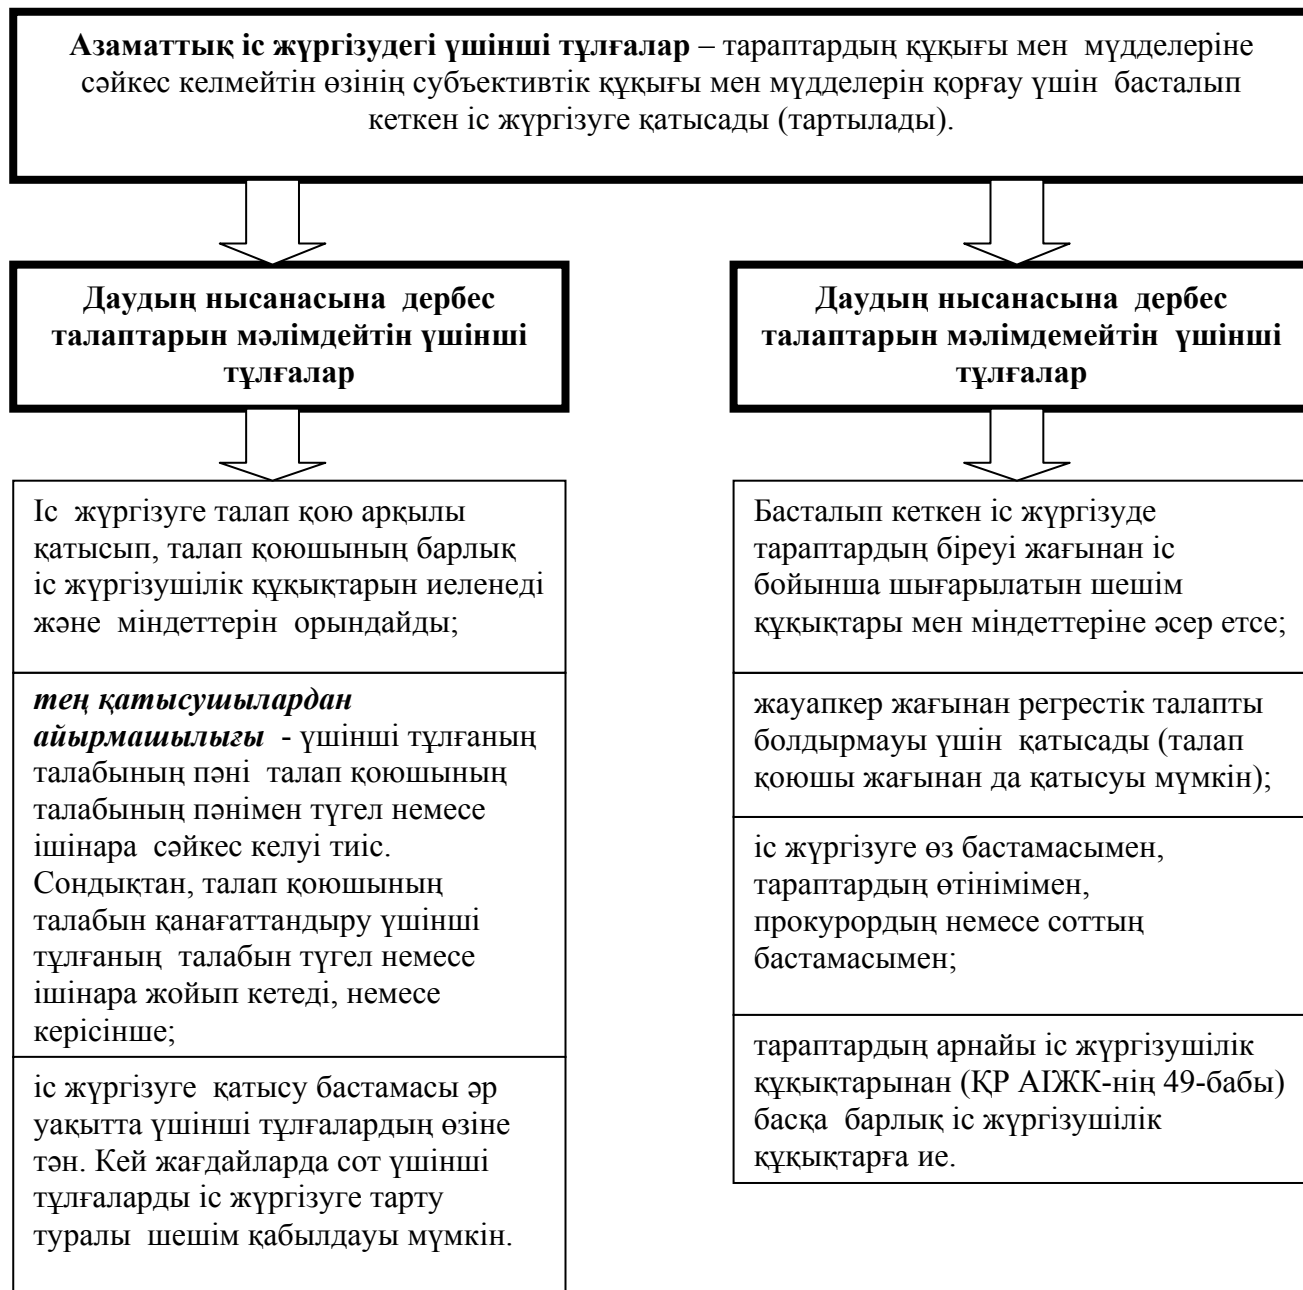 Азаматтық іс жүргізудегі үшінші тұлғалар – тараптардың құқығы мен мүдделеріне
сәйкес келмейтін өзінің субъективтік құқығы мен мүдделерін қорғау үшін басталып
кеткен іс жүргізуге қатысады (тартылады).
Даудың нысанасына дербес
талаптарын мәлімдейтін үшінші
тұлғалар
Іс жүргізуге талап қою арқылы
қатысып, талап қоюшының барлық
іс жүргізушілік құқықтарын иеленеді
және міндеттерін орындайды;
тең қатысушылардан
айырмашылығы - үшінші тұлғаның
талабының пәні талап қоюшының
талабының пәнімен түгел немесе
ішінара сәйкес келуі тиіс.
Сондықтан, талап қоюшының
талабын қанағаттандыру үшінші
тұлғаның талабын түгел немесе
ішінара жойып кетеді, немесе
керісінше;
іс жүргізуге қатысу бастамасы әр
уақытта үшінші тұлғалардың өзіне
тән. Кей жағдайларда сот үшінші
тұлғаларды іс жүргізуге тарту
туралы шешім қабылдауы мүмкін.
Даудың нысанасына дербес
талаптарын мәлімдемейтін үшінші
тұлғалар
Басталып кеткен іс жүргізуде
тараптардың біреуі жағынан іс
бойынша шығарылатын шешім
құқықтары мен міндеттеріне әсер етсе;
жауапкер жағынан регрестік талапты
болдырмауы үшін қатысады (талап
қоюшы жағынан да қатысуы мүмкін);
іс жүргізуге өз бастамасымен,
тараптардың өтінімімен,
прокурордың немесе соттың
бастамасымен;
тараптардың арнайы іс жүргізушілік
құқықтарынан (ҚР АІЖК-нің 49-бабы)
басқа барлық іс жүргізушілік
құқықтарға ие.